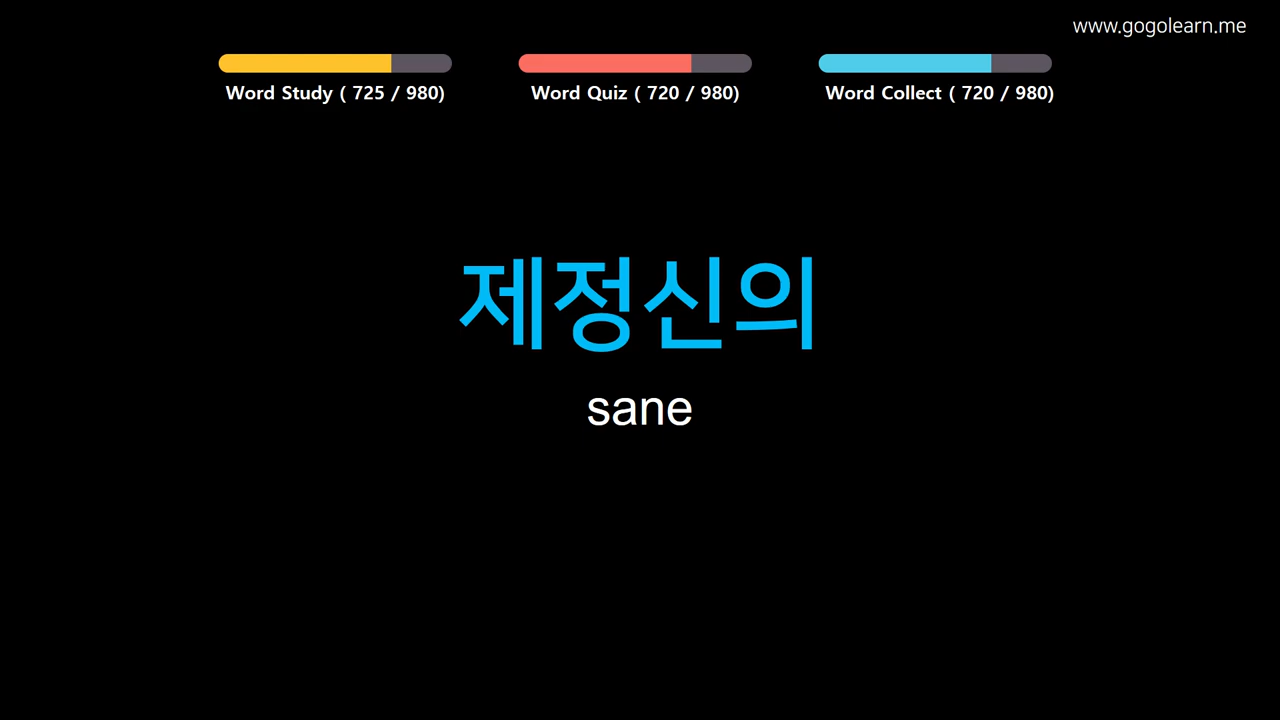 www.gogolearn.me
Word Study ( 725 / 980)
Word Quiz ( 720 / 980)
Word Collect ( 720 / 980)
제정신의
sane